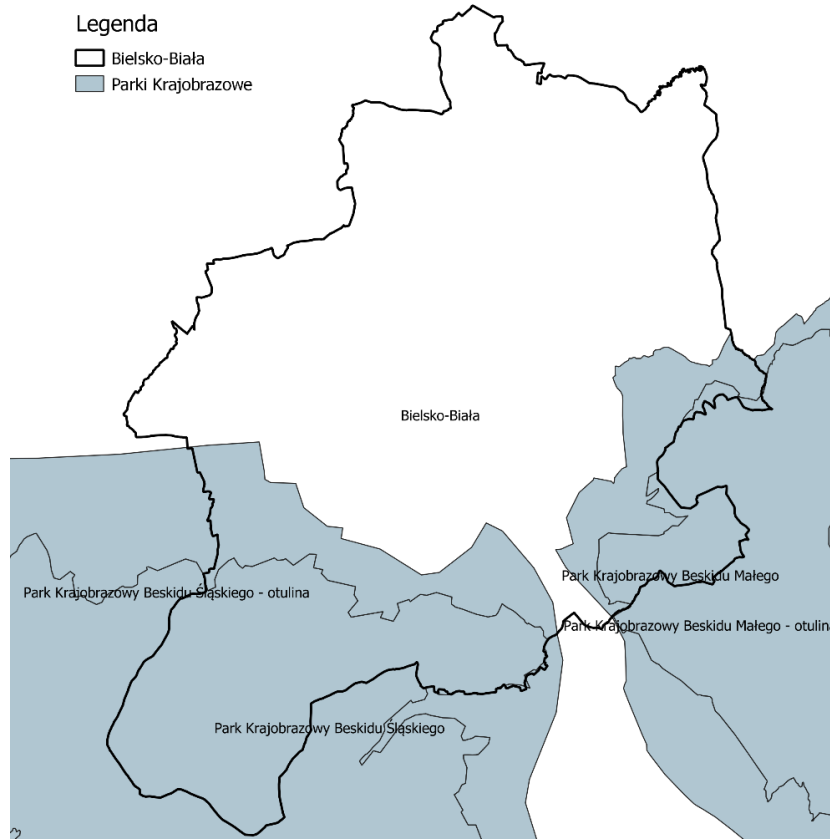 Legenda
Bielsko-Biała
Parki Krajobrazowe
Bielsko-Biała
Park Krajobrazowy Beskidu Małego
Park Krajobrazowy Beskidu Śląskiego - otulina
Park Krajobrazowy Beskidu Małego - otulina
Park Krajobrazowy Beskidu Śląskiego